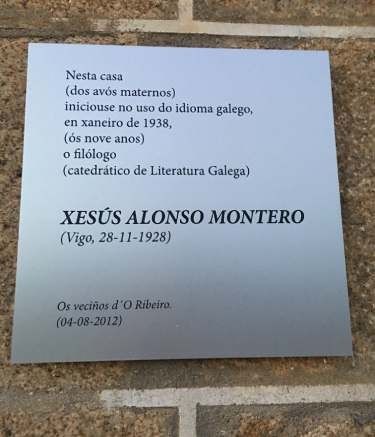 Nesta casa
(dos avós maternos)
iniciouse no uso do idioma galego,
en xaneiro de 1938,
(ós nove anos)
o filólogo
(catedrático de Literatura Galega)
XESÚS ALONSO MONTERO
(Vigo, 28-11-1928)
Os veciños d´O Ribeiro.
(04-08-2012)